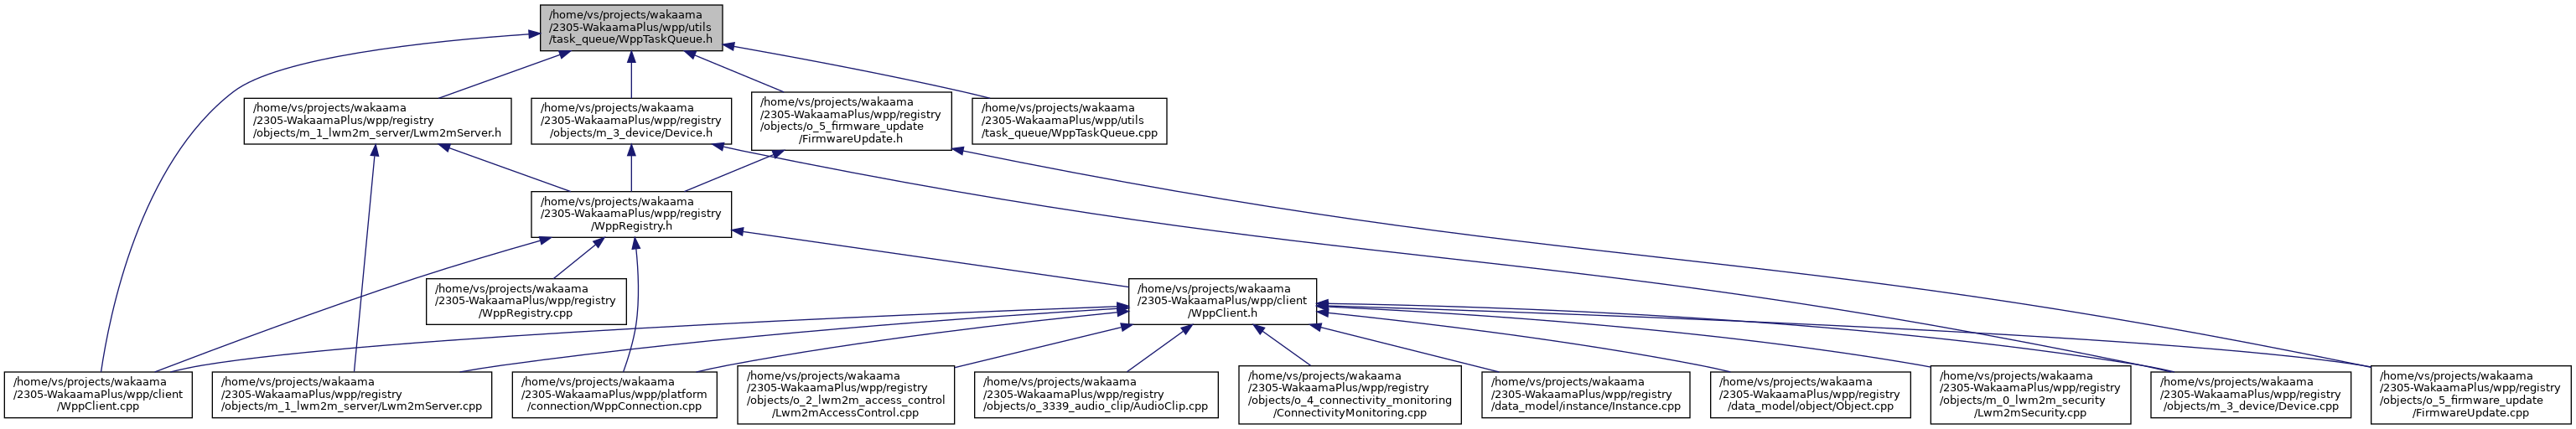 /home/vs/projects/wakaama
/2305-WakaamaPlus/wpp/utils
/task_queue/WppTaskQueue.h
/home/vs/projects/wakaama
/2305-WakaamaPlus/wpp/registry
/objects/m_1_lwm2m_server/Lwm2mServer.h
/home/vs/projects/wakaama
/2305-WakaamaPlus/wpp/registry
/objects/m_3_device/Device.h
/home/vs/projects/wakaama
/2305-WakaamaPlus/wpp/registry
/objects/o_5_firmware_update
/FirmwareUpdate.h
/home/vs/projects/wakaama
/2305-WakaamaPlus/wpp/utils
/task_queue/WppTaskQueue.cpp
/home/vs/projects/wakaama
/2305-WakaamaPlus/wpp/registry
/WppRegistry.h
/home/vs/projects/wakaama
/2305-WakaamaPlus/wpp/registry
/WppRegistry.cpp
/home/vs/projects/wakaama
/2305-WakaamaPlus/wpp/client
/WppClient.h
/home/vs/projects/wakaama
/2305-WakaamaPlus/wpp/client
/WppClient.cpp
/home/vs/projects/wakaama
/2305-WakaamaPlus/wpp/registry
/objects/m_1_lwm2m_server/Lwm2mServer.cpp
/home/vs/projects/wakaama
/2305-WakaamaPlus/wpp/platform
/connection/WppConnection.cpp
/home/vs/projects/wakaama
/2305-WakaamaPlus/wpp/registry
/objects/o_2_lwm2m_access_control
/Lwm2mAccessControl.cpp
/home/vs/projects/wakaama
/2305-WakaamaPlus/wpp/registry
/objects/o_3339_audio_clip/AudioClip.cpp
/home/vs/projects/wakaama
/2305-WakaamaPlus/wpp/registry
/objects/o_4_connectivity_monitoring
/ConnectivityMonitoring.cpp
/home/vs/projects/wakaama
/2305-WakaamaPlus/wpp/registry
/data_model/instance/Instance.cpp
/home/vs/projects/wakaama
/2305-WakaamaPlus/wpp/registry
/data_model/object/Object.cpp
/home/vs/projects/wakaama
/2305-WakaamaPlus/wpp/registry
/objects/m_0_lwm2m_security
/Lwm2mSecurity.cpp
/home/vs/projects/wakaama
/2305-WakaamaPlus/wpp/registry
/objects/m_3_device/Device.cpp
/home/vs/projects/wakaama
/2305-WakaamaPlus/wpp/registry
/objects/o_5_firmware_update
/FirmwareUpdate.cpp